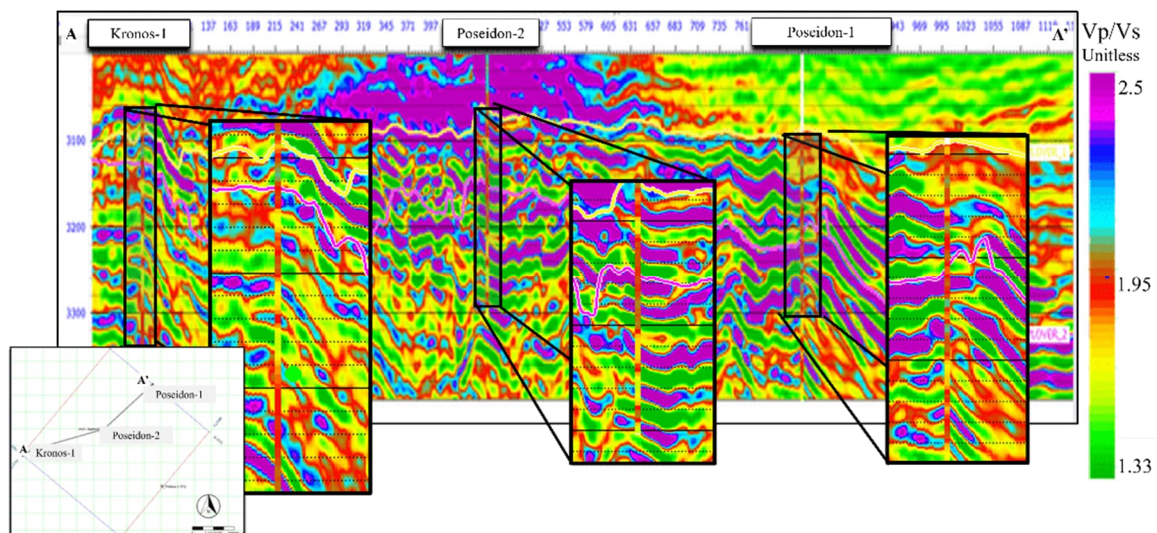 A
Kronos-1
137 163 189 215 241 267 293 319 345 371 397
Poseidon-2
553 579 605 631 657 683 709 735 761
Poseidon-1
943 969 995 1023 1055 1087
A'
Vp/Vs
Unitless
2.5
1.95
1.33
3100
3200
3300
A'
Poseidon-1
Poseidon-2
A
Kronos-1